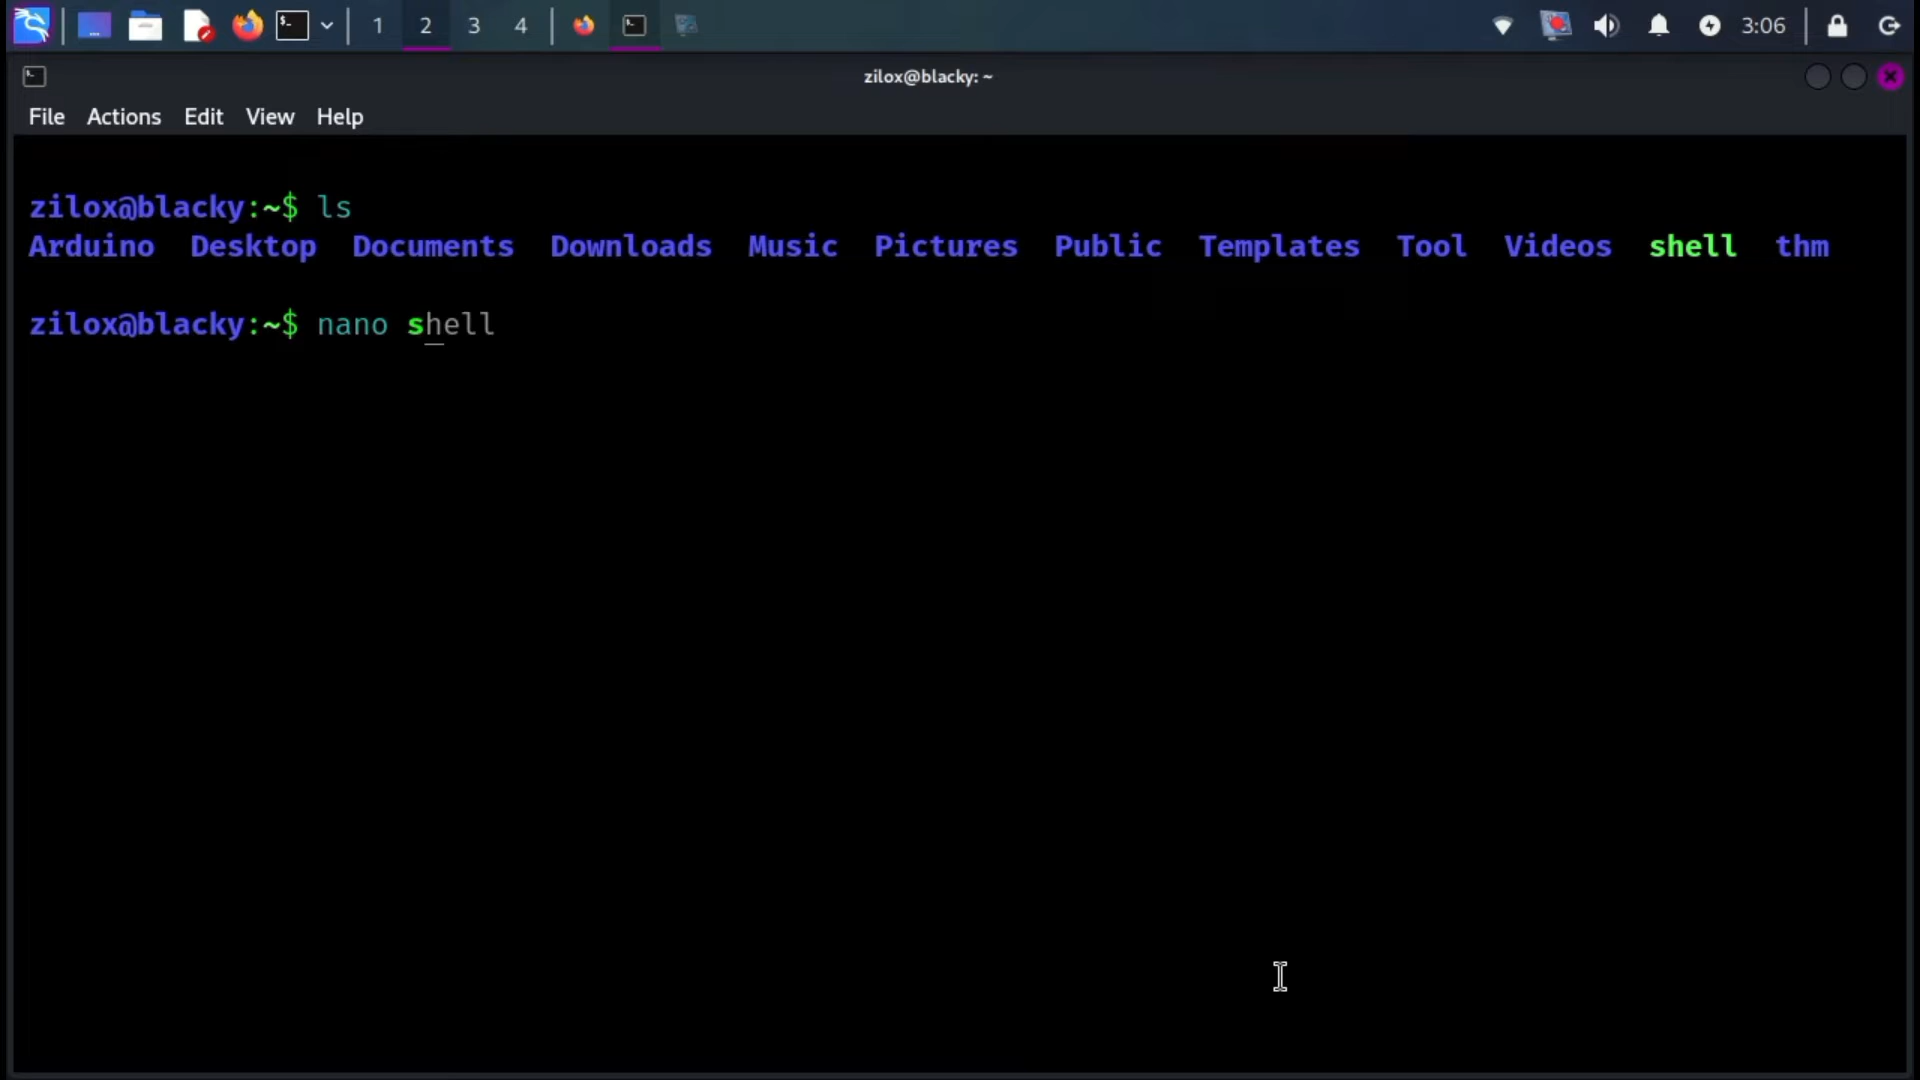 1 2 3 4 3:06
zilox@blacky: ~
File Actions Edit View Help
zilox@blacky:~$ ls
Arduino Desktop Documents Downloads Music Pictures Public Templates Tool Videos shell thm
zilox@blacky:~$ nano shell